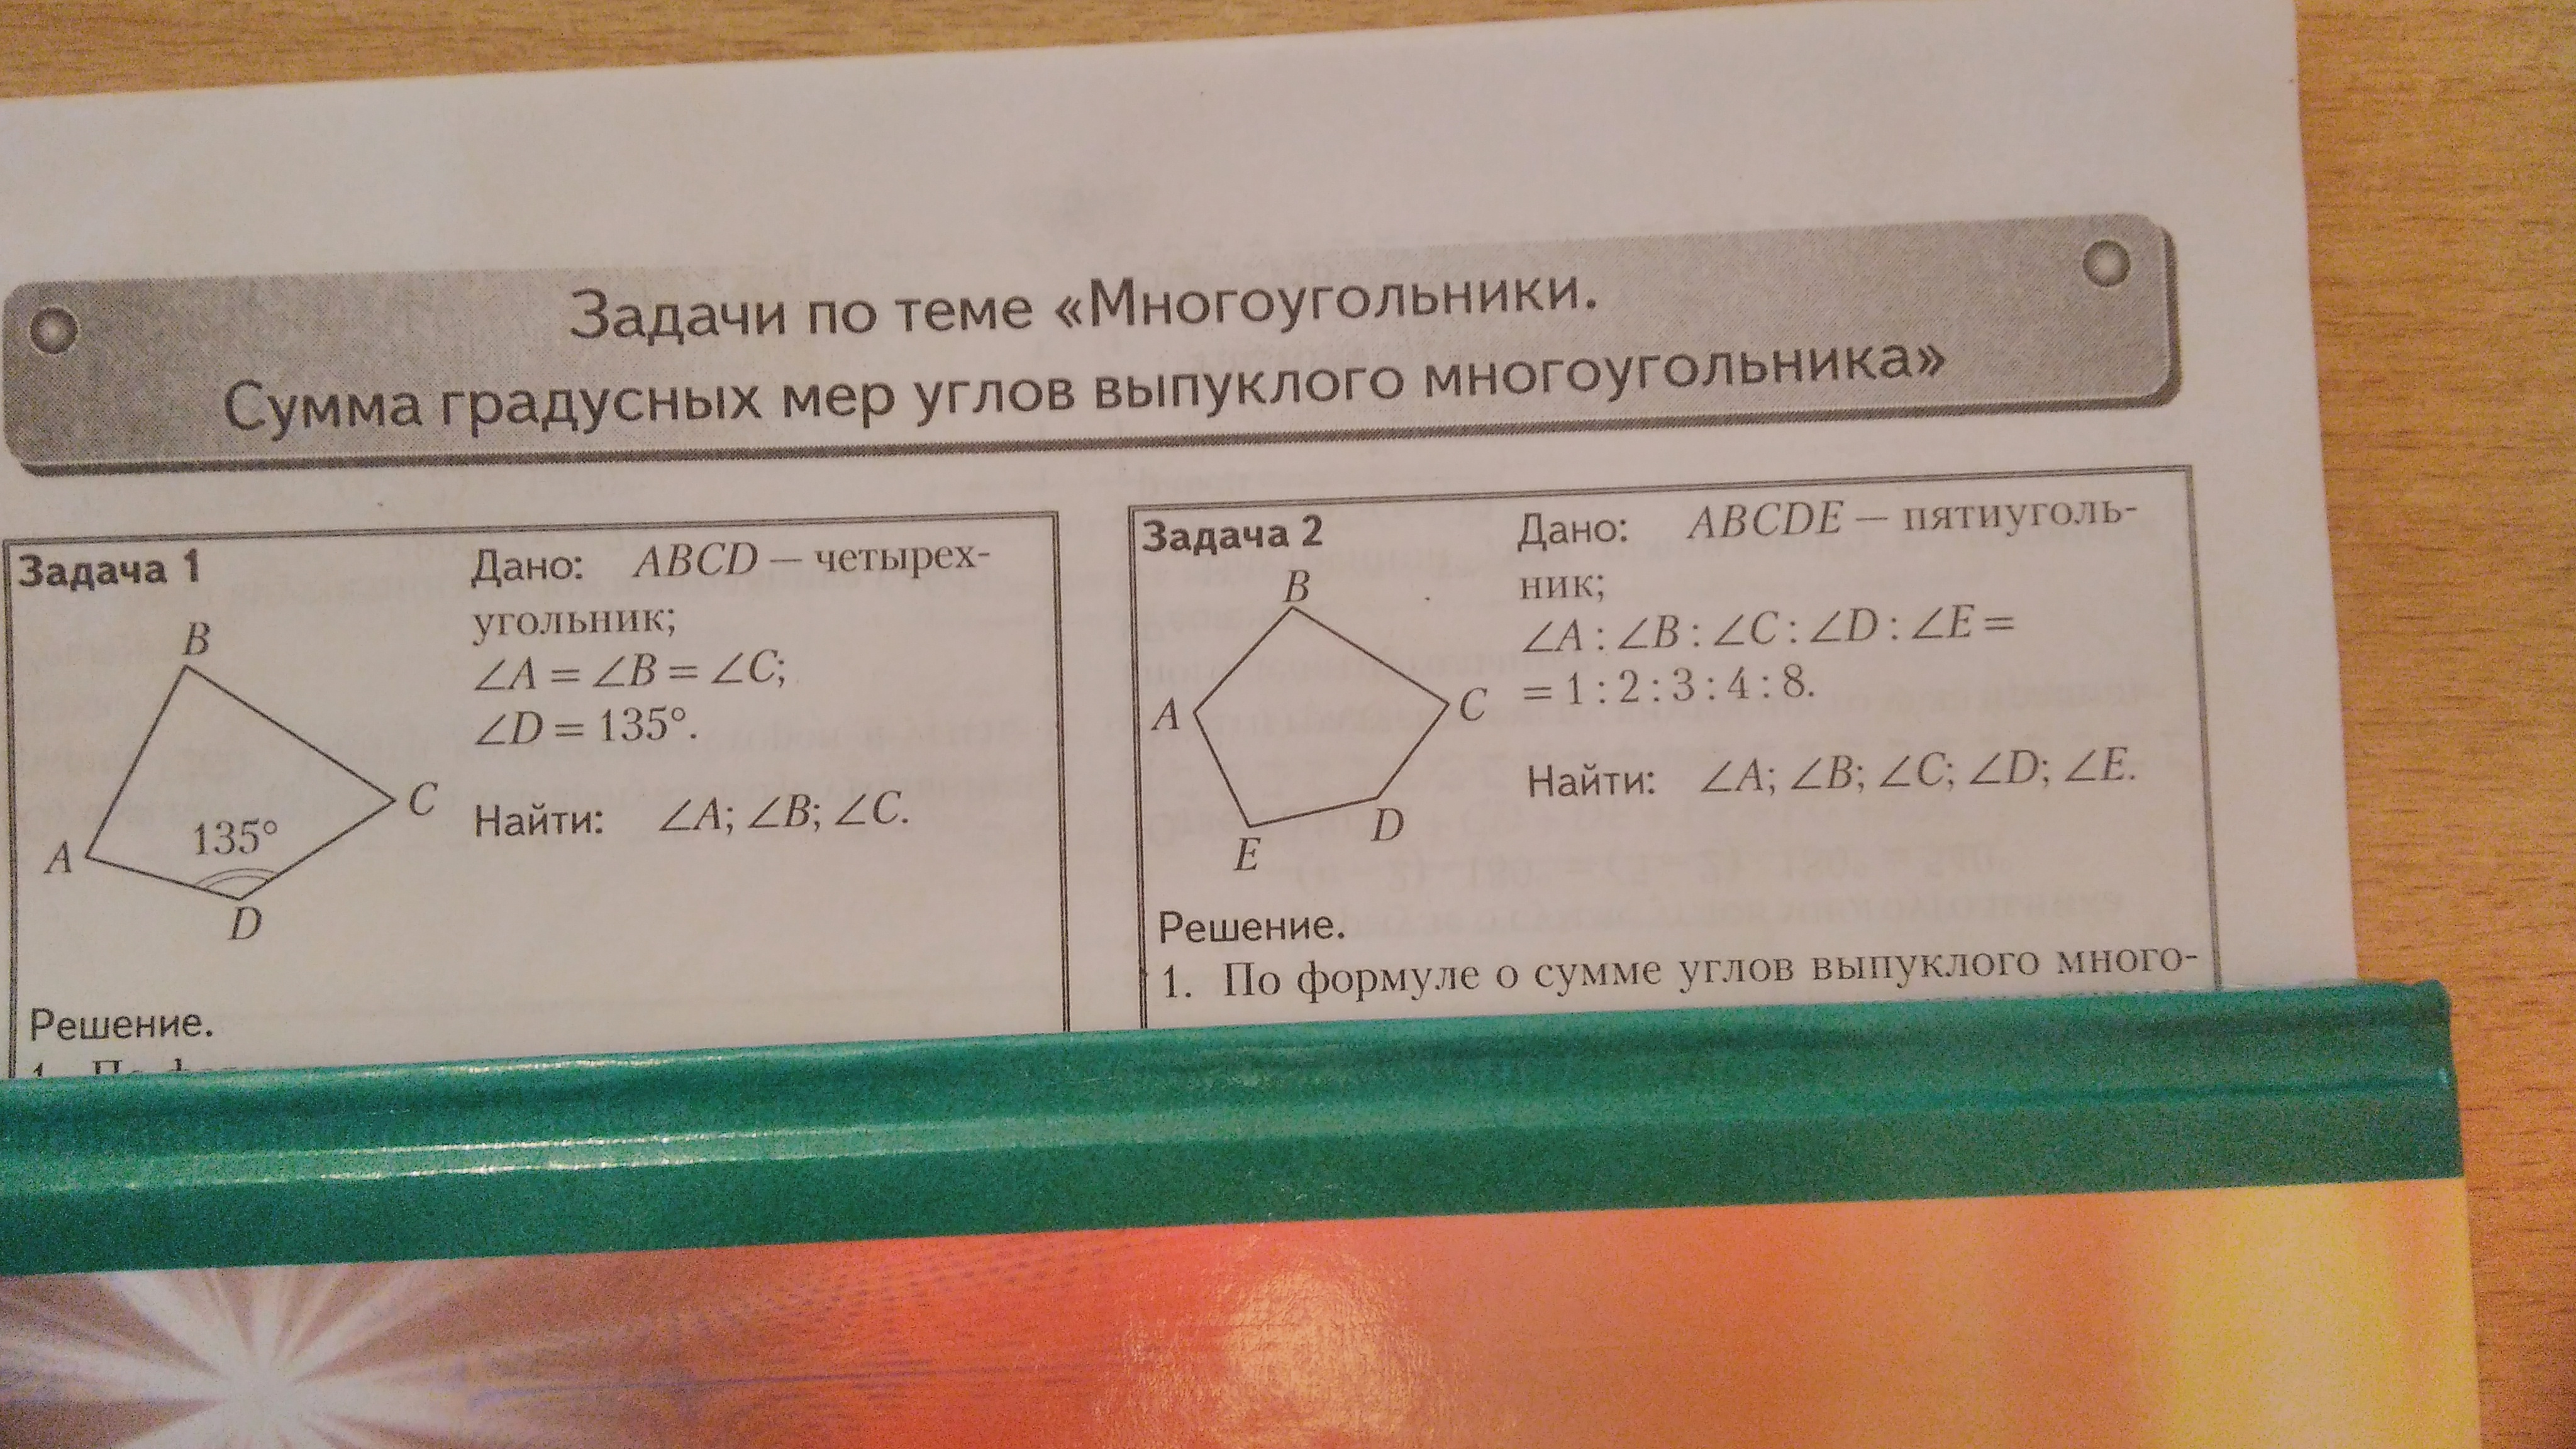 Задачи по теме «Многоугольники.
Сумма градусных мер углов выпуклого многоугольника»
Задача 1
Дано: ABCD — четырех-
угольник;
∠A = ∠B = ∠C;
∠D = 135°.
Найти: ∠A; ∠B; ∠C.
B
C
A
135°
D
Решение.
Задача 2
Дано: ABCDE — пятиуголь-
ник;
∠A : ∠B : ∠C : ∠D : ∠E =
= 1 : 2 : 3 : 4 : 8.
Найти: ∠A; ∠B; ∠C; ∠D; ∠E.
B
A
C
D
E
Решение.
1. По формуле о сумме углов выпуклого много-